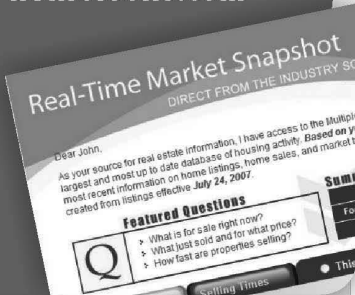 Real-Time Market Snapshot
DIRECT FROM THE INDUSTRY
Dear John,
As your source for real estate information, I have access to the
largest and most up to date database of housing activity. Based on
most recent information on home listings, home sales, and market
created from listings effective July 24, 2007.
Featured Questions
Q
> What is for sale right now?
> What just sold and for what price?
> How fast are properties selling?
Selling Times